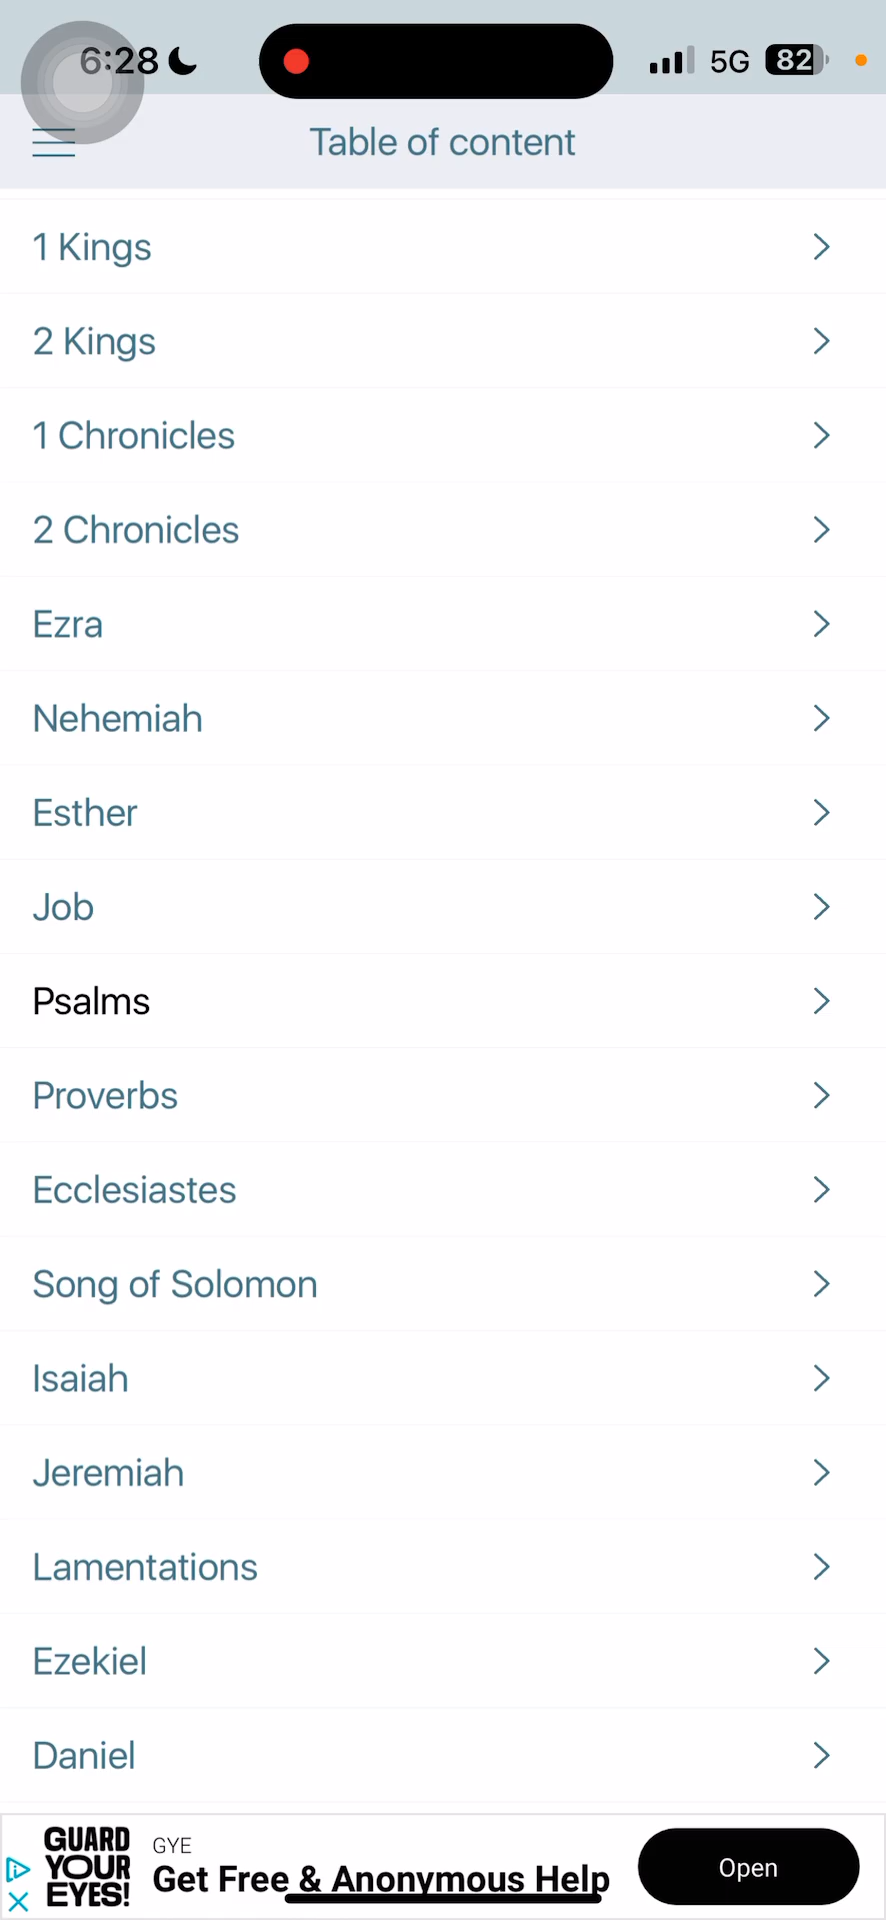 6:28
5G
82
Table of content
1 Kings
2 Kings
1 Chronicles
2 Chronicles
Ezra
Nehemiah
Esther
Job
Psalms
Proverbs
Ecclesiastes
Song of Solomon
Isaiah
Jeremiah
Lamentations
Ezekiel
Daniel
GUARD
YOUR
EYES!
GYE
Get Free & Anonymous Help
Open